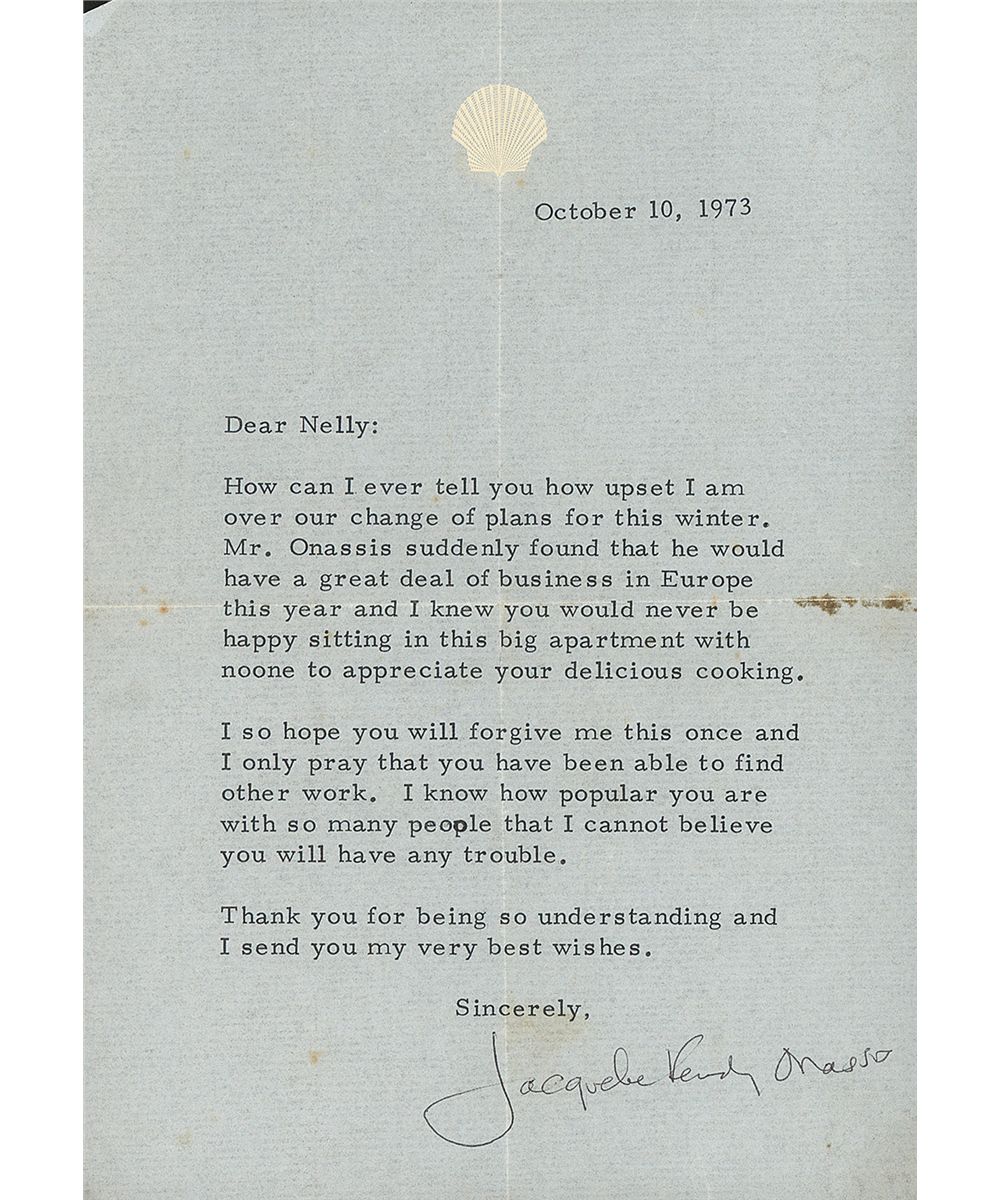 October 10, 1973
Dear Nelly:
How can I ever tell you how upset I am
over our change of plans for this winter.
Mr. Onassis suddenly found that he would
have a great deal of business in Europe
this year and I knew you would never be
happy sitting in this big apartment with
noone to appreciate your delicious cooking.
I so hope you will forgive me this once and
I only pray that you have been able to find
other work.  I know how popular you are
with so many people that I cannot believe
you will have any trouble.
Thank you for being so understanding and
I send you my very best wishes.
Sincerely,
Jacqueline Kennedy Onassis